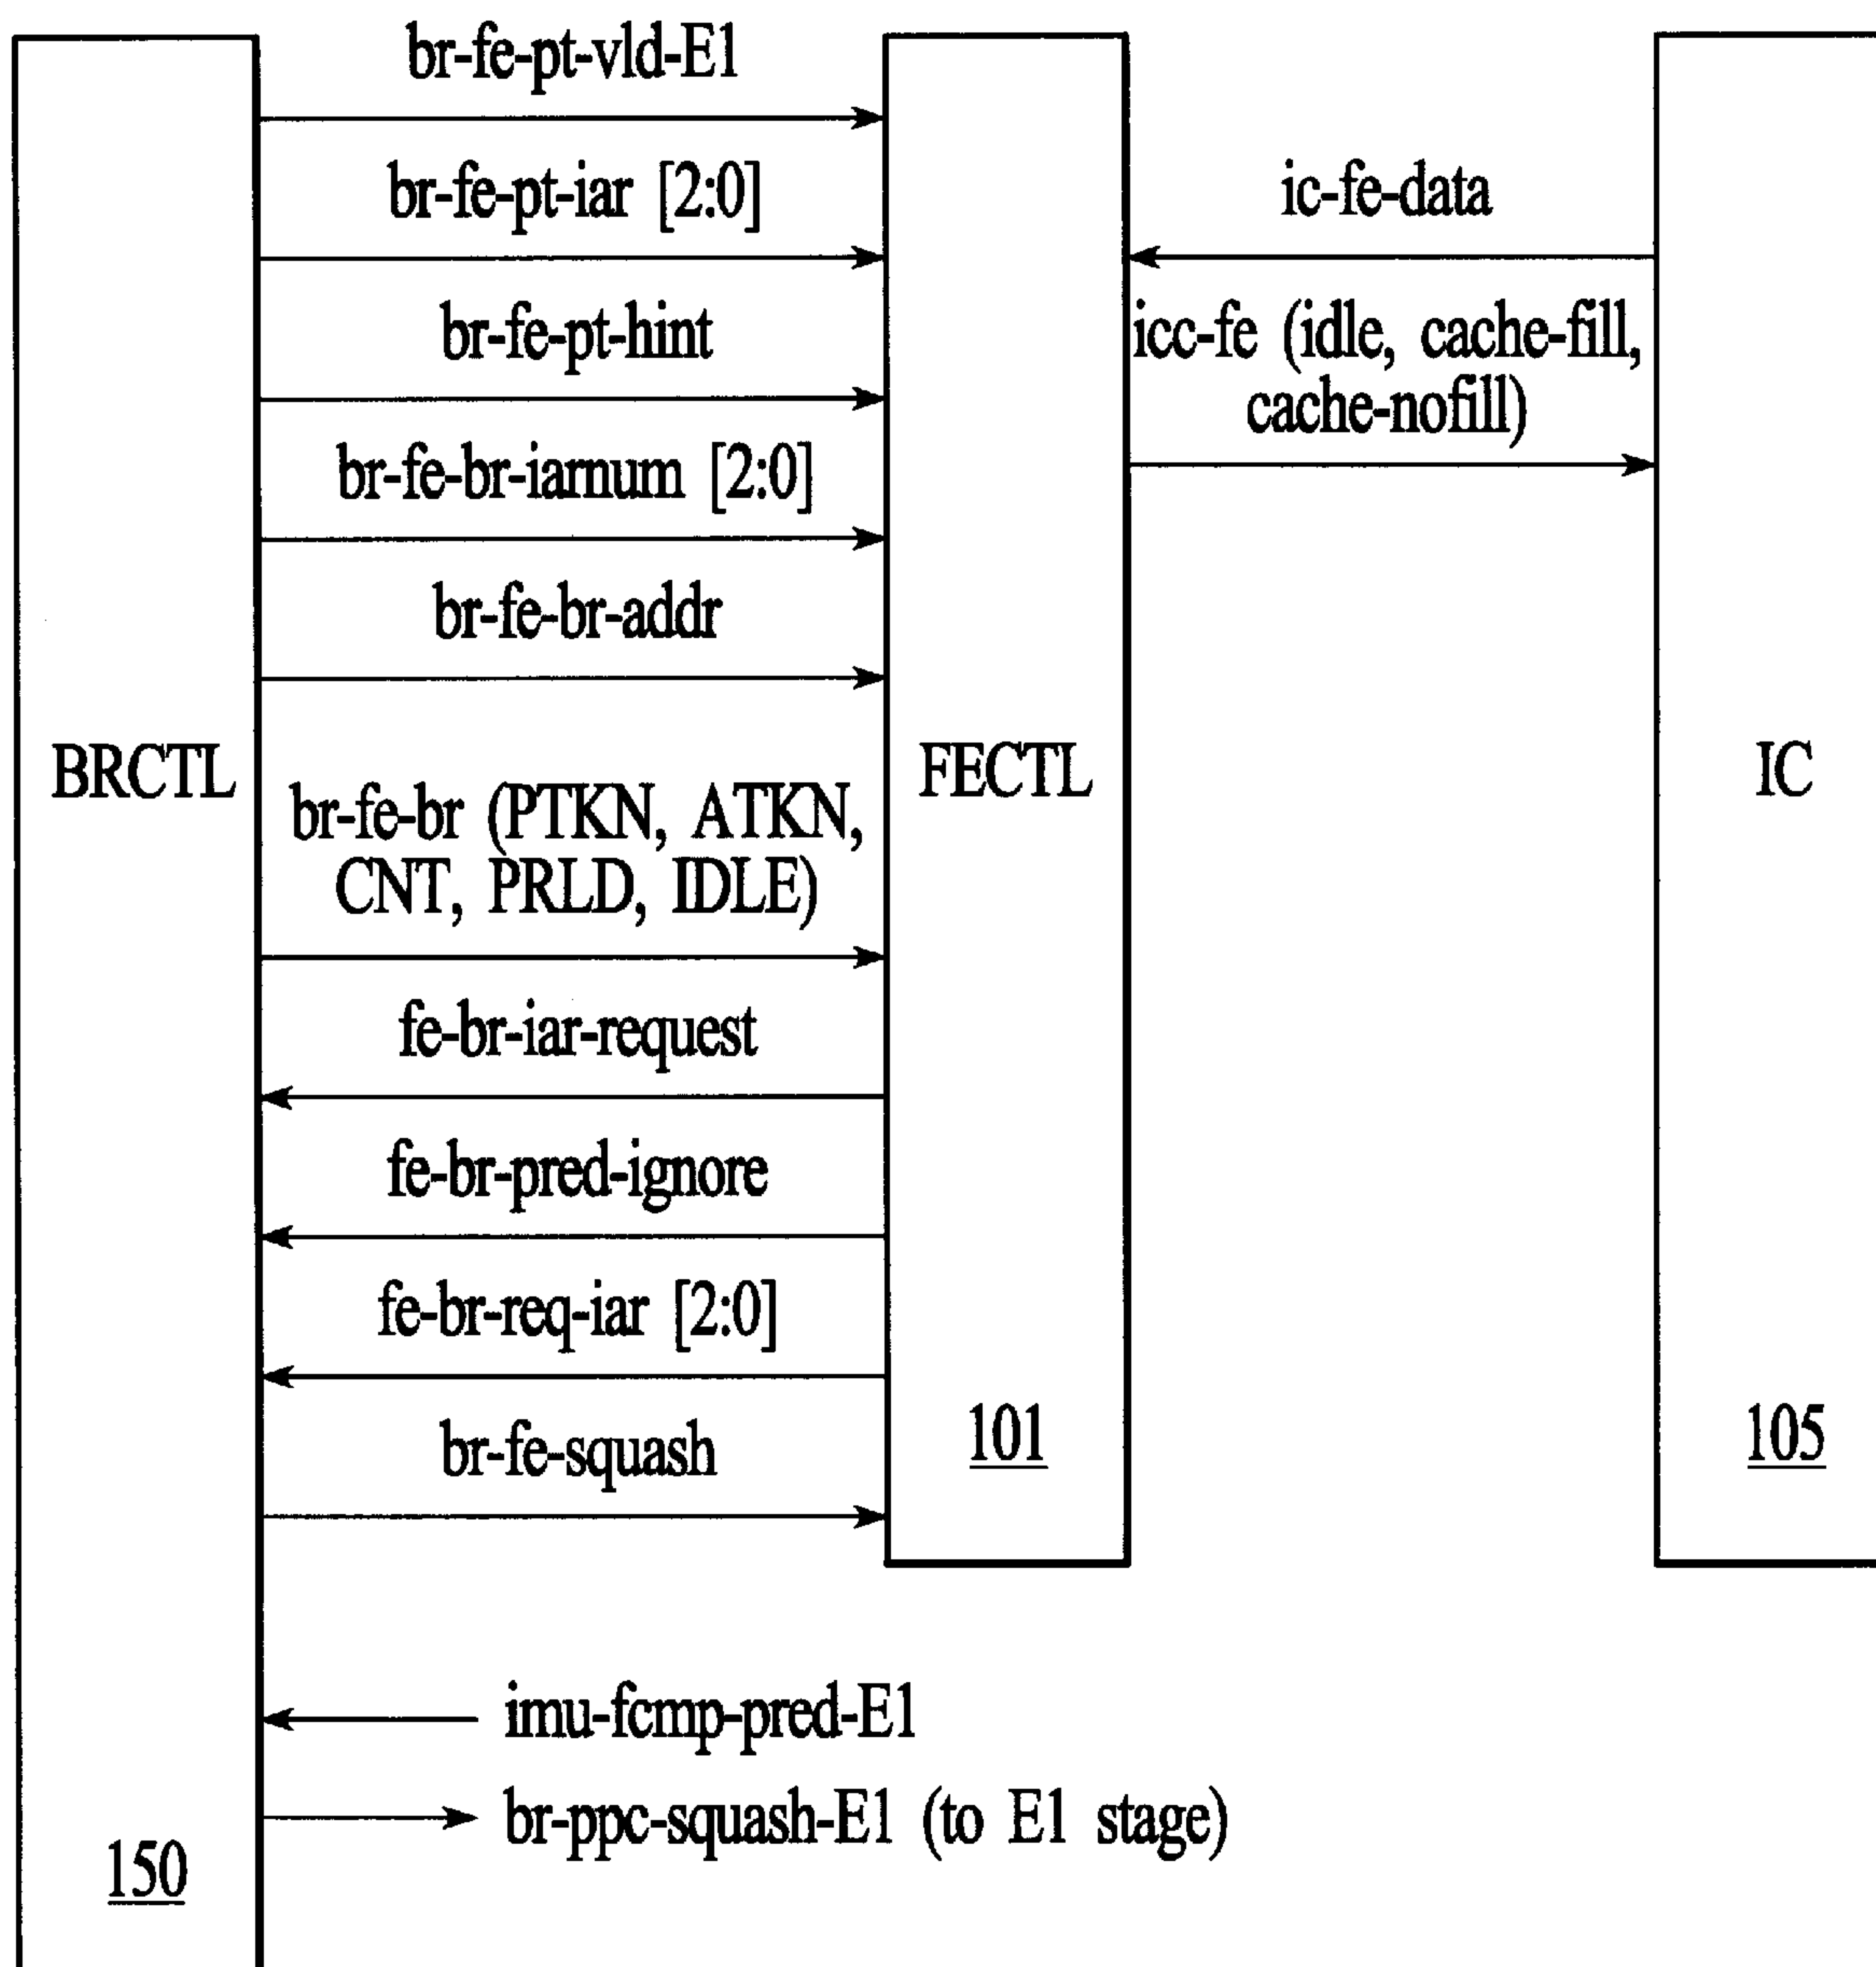 br-fe-pt-vld-E1
br-fe-pt-iar [2:0]
br-fe-pt-hint
br-fe-br-iarnum [2:0]
br-fe-br-addr
br-fe-br (PTKN, ATKN,
CNT, PRLD, IDLE)
fe-br-iar-request
fe-br-pred-ignore
fe-br-req-iar [2:0]
br-fe-squash
ic-fe-data
icc-fe (idle, cache-fill,
cache-nofill)
BRCTL
FECTL
IC
101
105
imu-fcmp-pred-E1
br-ppc-squash-E1 (to E1 stage)
150